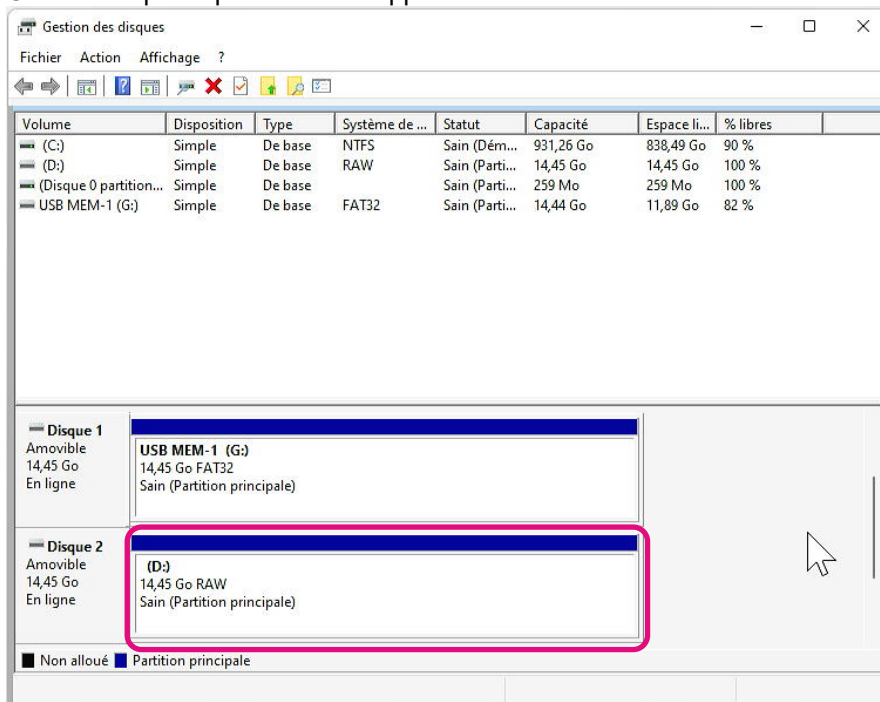 Gestion des disques
Fichier Action Affichage ?
Volume Disposition Type Système de ... Statut Capacité Espace li... % libres
(C:) Simple De base NTFS Sain (Dém... 931,26 Go 838,49 Go 90 %
(D:) Simple De base RAW Sain (Parti... 14,45 Go 14,45 Go 100 %
(Disque 0 partition... Simple De base Sain (Parti... 259 Mo 259 Mo 100 %
USB MEM-1 (G:) Simple De base FAT32 Sain (Parti... 14,44 Go 11,89 Go 82 %
Disque 1
Amovible
14,45 Go
En ligne
USB MEM-1 (G:)
14,45 Go FAT32
Sain (Partition principale)
Disque 2
Amovible
14,45 Go
En ligne
(D:)
14,45 Go RAW
Sain (Partition principale)
Non alloué Partition principale